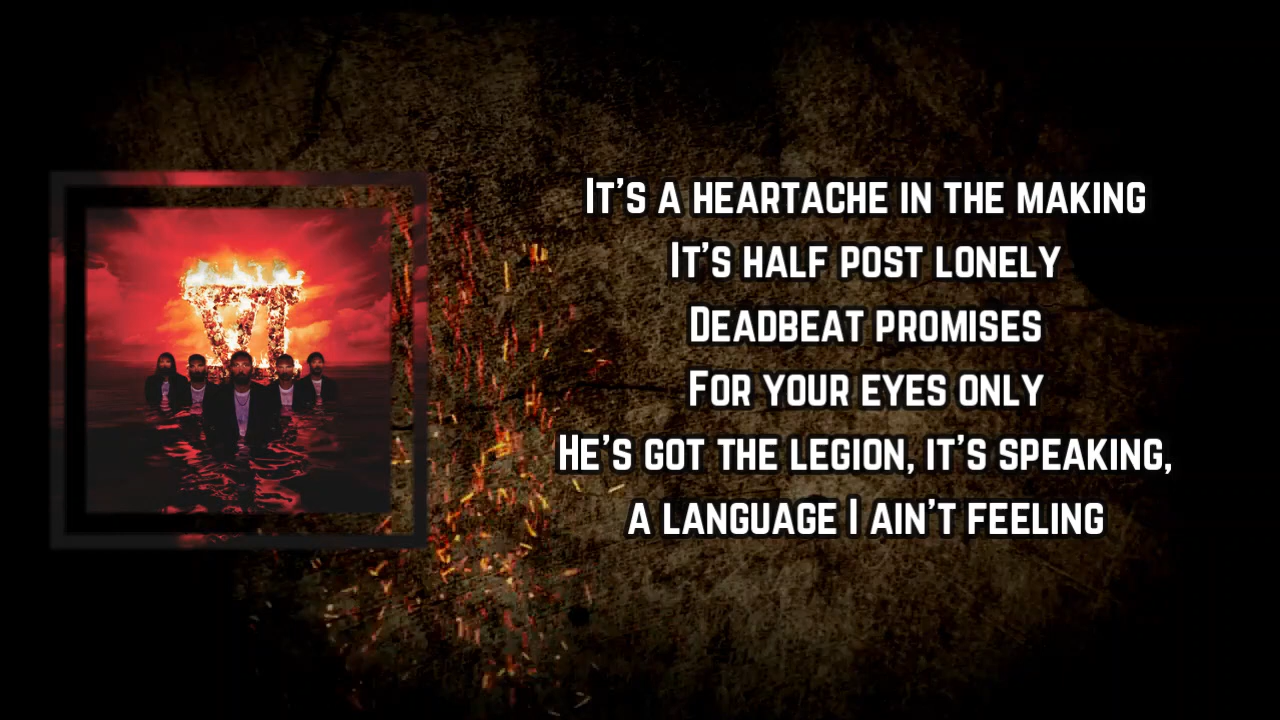 It's a heartache in the making
It's half post lonely
Deadbeat promises
For your eyes only
He's got the legion, it's speaking,
a language I ain't feeling
VI